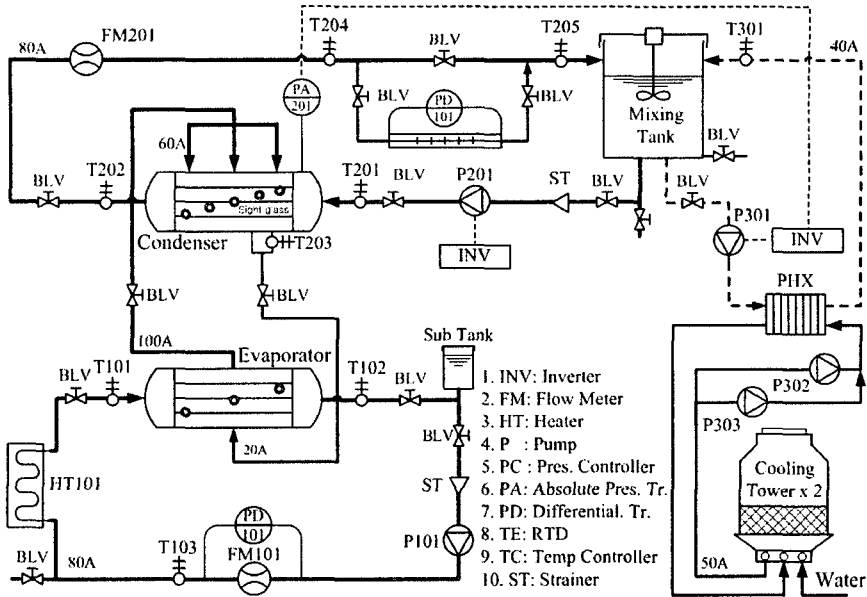 80A
FM201
T204
BLV
T205
T301
40A
PA
201
BLV
PD
101
BLV
Mixing
Tank
BLV
60A
T202
BLV
T201
BLV
P201
ST
BLV
BLV
P301
Sight glass
Condenser
T203
INV
INV
BLV
BLV
PHX
100A
Evaporator
Sub Tank
T101
BLV
T102
BLV
P302
P303
20A
BLV
HT101
ST
1. INV: Inverter
2. FM: Flow Meter
3. HT: Heater
4. P : Pump
5. PC: Pres. Controller
6. PA: Absolute Pres. Tr.
7. PD: Differential. Tr.
8. TE: RTD
9. TC: Temp Controller
10. ST: Strainer
Cooling
Tower x 2
PD
101
P101
T103
FM101
BLV
80A
50A
Water